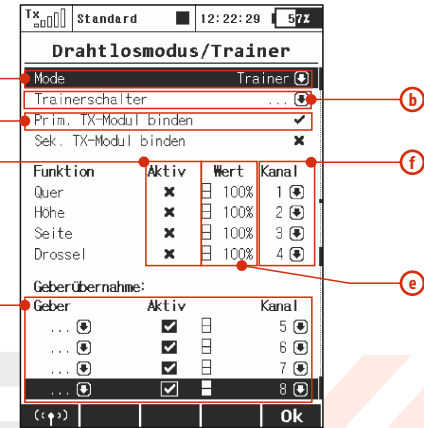 Tx Standard 12:22:29 57%
Drahtlosmodus/Trainer
Mode Trainer
Trainerschalter ...
b
Prim. TX-Modul binden ✔
Sek. TX-Modul binden ✖
f
Funktion Aktiv Wert Kanal
Quer ✖ 100% 1
Höhe ✖ 100% 2
Seite ✖ 100% 3
Drossel ✖ 100% 4
e
Geberübernahme:
Geber Aktiv Kanal
... 5
... 6
... 7
... 8
Ok